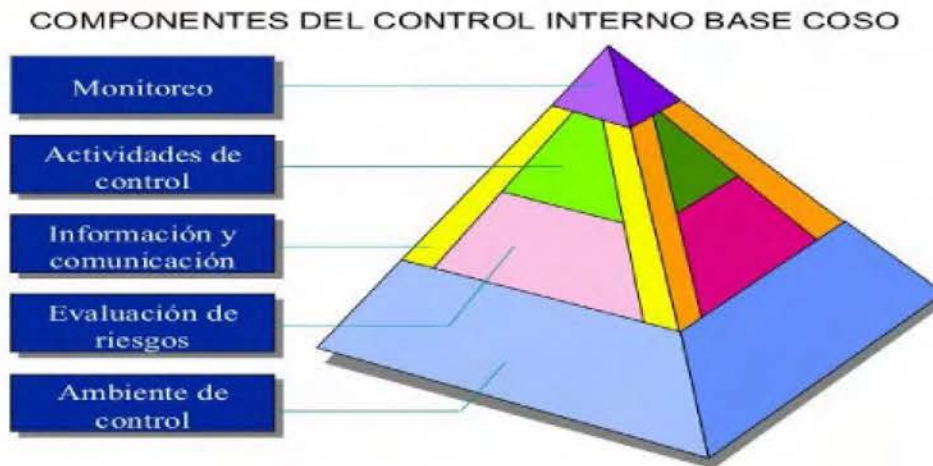 COMPONENTES DEL CONTROL INTERNO BASE COSO
Monitoreo
Actividades de
control
Información y
comunicación
Evaluación de
riesgos
Ambiente de
control